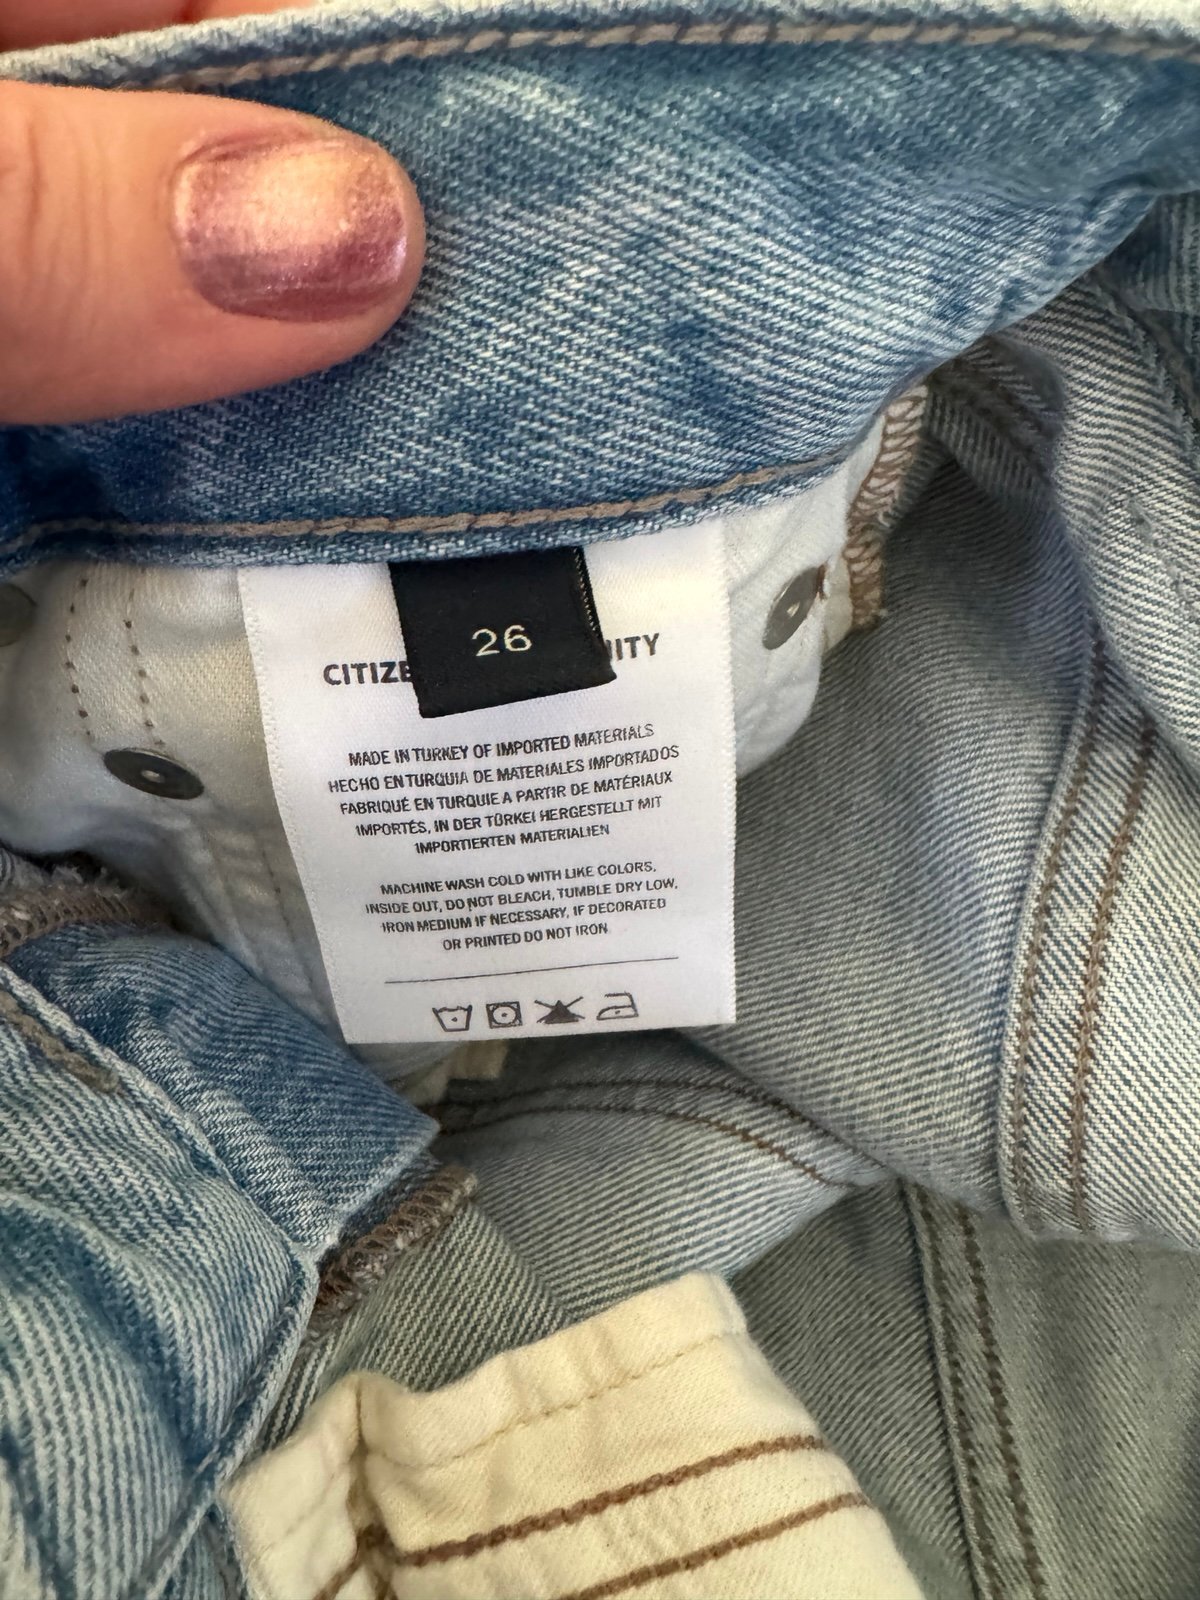 26
CITIZE
ITY
MADE IN TURKEY OF IMPORTED MATERIALS
HECHO EN TURQUIA DE MATERIALES IMPORTADOS
FABRIQUÉ EN TURQUIE A PARTIR DE MATÉRIAUX
IMPORTÉS, IN DER TÜRKEI HERGESTELLT MIT
IMPORTIERTEN MATERIALIEN
MACHINE WASH COLD WITH LIKE COLORS,
INSIDE OUT, DO NOT BLEACH, TUMBLE DRY LOW,
IRON MEDIUM IF NECESSARY, IF DECORATED
OR PRINTED DO NOT IRON